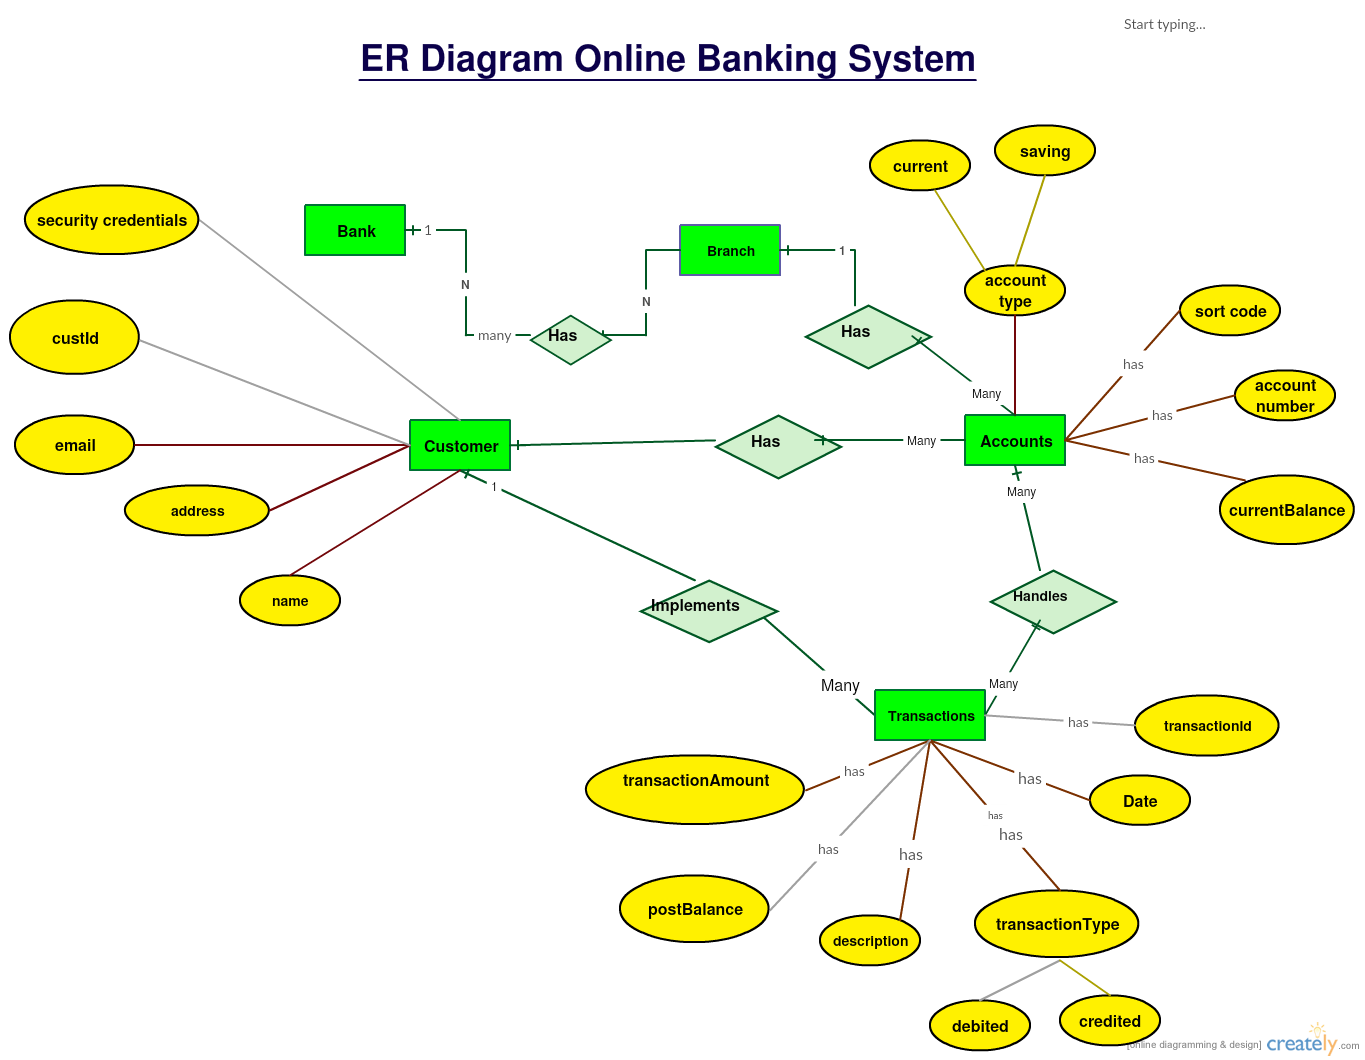 Start typing...
ER Diagram Online Banking System
current
saving
security credentials
Bank
1
Branch
1
account
type
N
N
sort code
many
Has
Has
custId
has
Many
account
number
has
email
Customer
Has
Many
Accounts
has
1
Many
address
currentBalance
name
Implements
Handles
Many
Many
Transactions
has
transactionId
transactionAmount
has
has
Date
has
has
has
has
postBalance
description
transactionType
debited
credited
[online diagramming & design]
creately.com